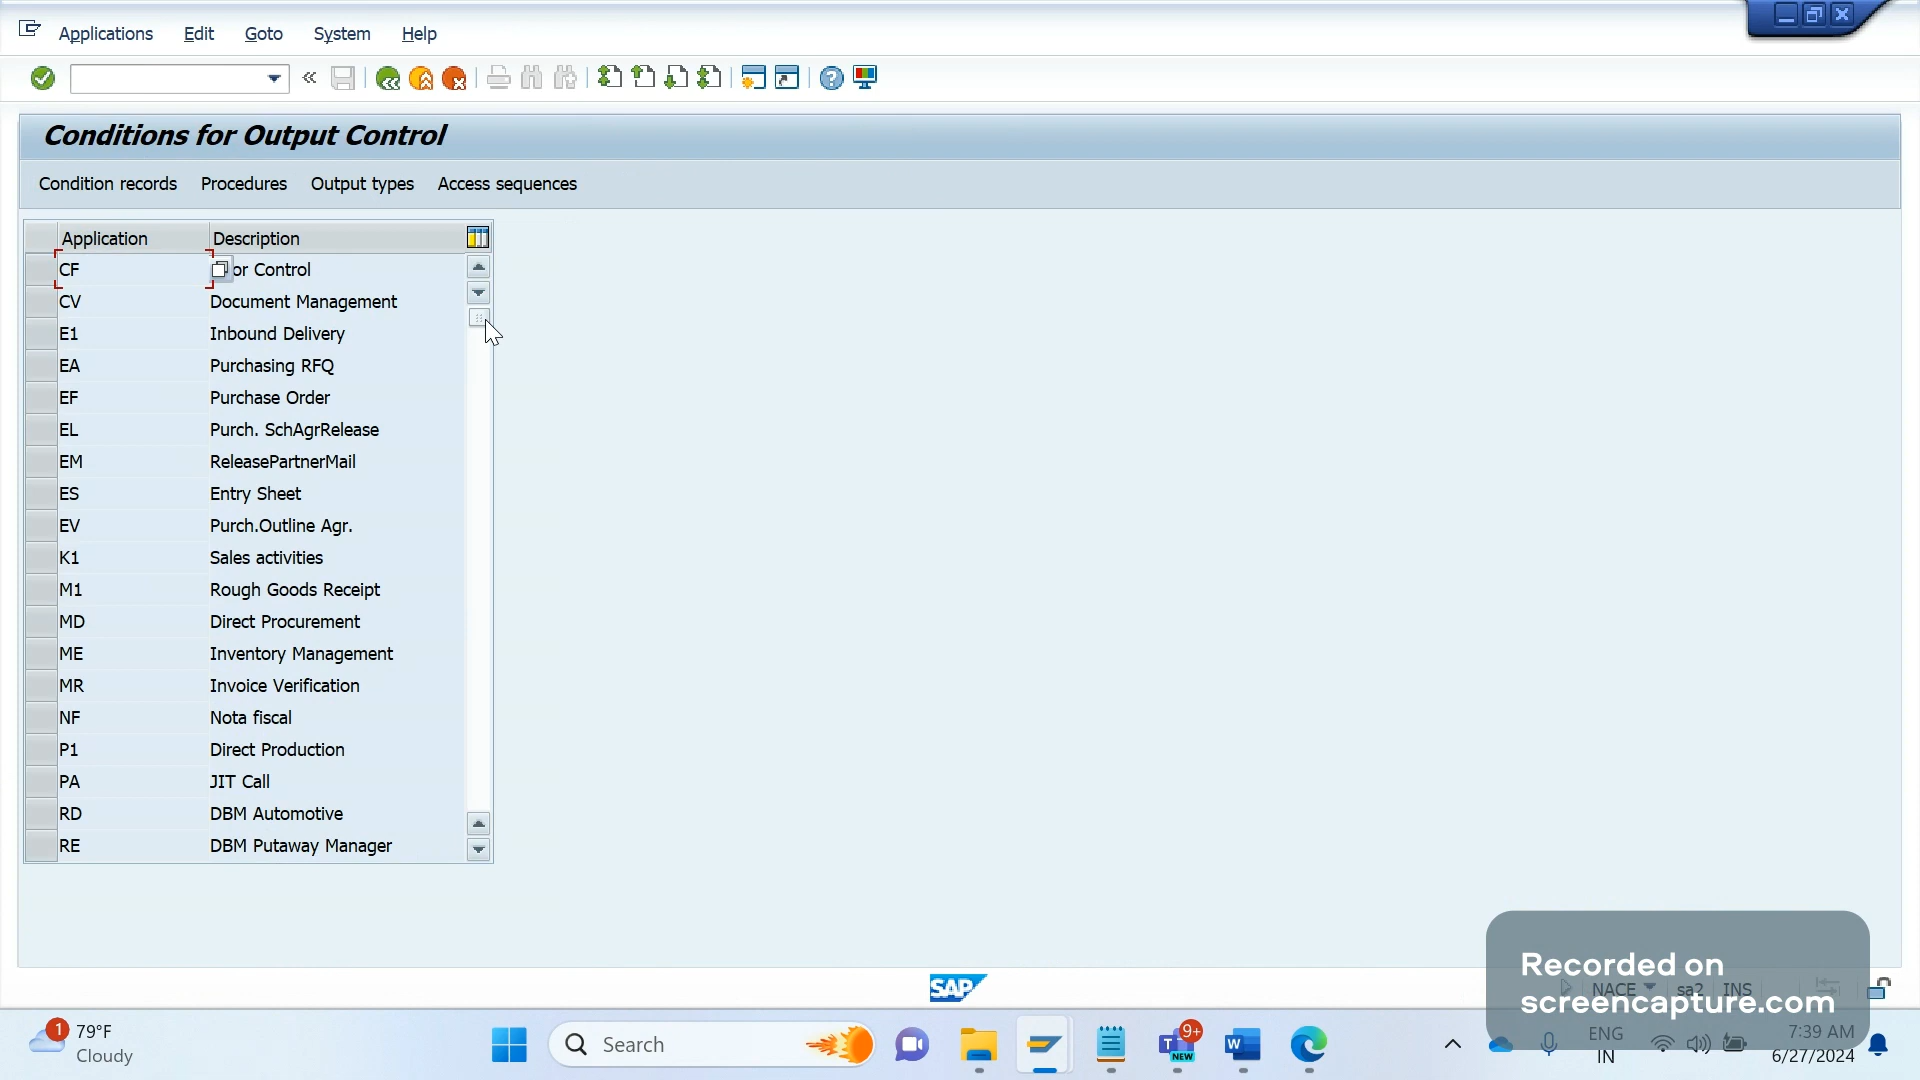 Applications Edit Goto System Help
Conditions for Output Control
Condition records Procedures Output types Access sequences
Application Description
CF or Control
CV Document Management
E1 Inbound Delivery
EA Purchasing RFQ
EF Purchase Order
EL Purch. SchAgrRelease
EM ReleasePartnerMail
ES Entry Sheet
EV Purch.Outline Agr.
K1 Sales activities
M1 Rough Goods Receipt
MD Direct Procurement
ME Inventory Management
MR Invoice Verification
NF Nota fiscal
P1 Direct Production
PA JIT Call
RD DBM Automotive
RE DBM Putaway Manager
SAP
NACE sa2 INS
Recorded on
screencapture.com
1 79°F
Cloudy
Search
9+
T NEW
W
ENG
IN
7:39 AM
6/27/2024